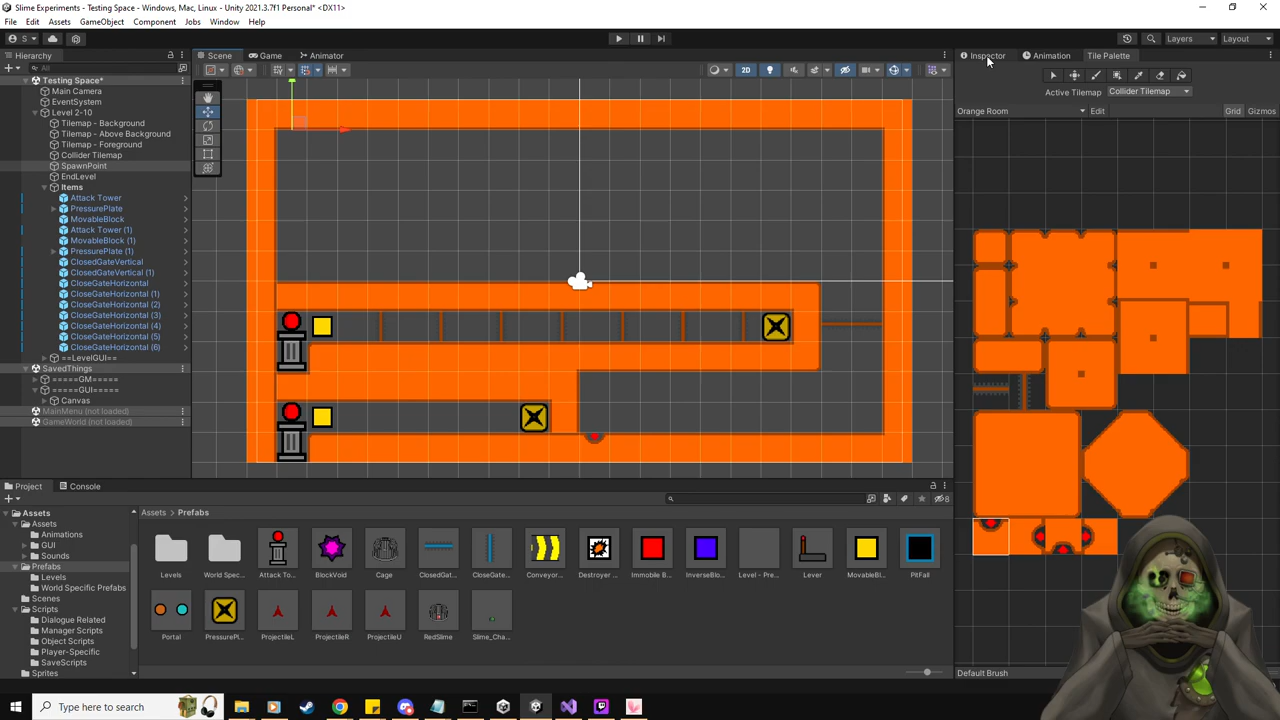 Slime Experiments - Testing Space - Windows, Mac, Linux - Unity 2021.3.7f1 Personal* <DX11>
File Edit Assets GameObject Component Jobs Window Help
S Layers Layout
Hierarchy Scene Game Animator Inspector Animation Tile Palette
All
2D
Testing Space*
Main Camera
EventSystem
Level 2-10
Tilemap - Background
Tilemap - Above Background
Tilemap - Foreground
Collider Tilemap
SpawnPoint
EndLevel
Items
Attack Tower
PressurePlate
MovableBlock
Attack Tower (1)
MovableBlock (1)
PressurePlate (1)
ClosedGateVertical
ClosedGateVertical (1)
CloseGateHorizontal
CloseGateHorizontal (1)
CloseGateHorizontal (2)
CloseGateHorizontal (3)
CloseGateHorizontal (4)
CloseGateHorizontal (5)
CloseGateHorizontal (6)
==LevelGUI==
SavedThings
=====GM=====
=====GUI=====
Canvas
MainMenu (not loaded)
GameWorld (not loaded)
Active Tilemap Collider Tilemap
Orange Room Edit Grid Gizmos
Default Brush
Project Console
8
Assets
Assets
Animations
GUI
Sounds
Prefabs
Levels
World Specific Prefabs
Scenes
Scripts
Dialogue Related
Manager Scripts
Object Scripts
Player-Specific
SaveScripts
Sprites
Assets > Prefabs
Levels World Spec... Attack To... BlockVoid Cage ClosedGat... CloseGate... Conveyor... Destroyer ... Immobile B... InverseBlo... Level - Pre... Lever MovableBl... PitFall
Portal PressurePl... ProjectileL ProjectileR ProjectileU RedSlime Slime_Cha...
Type here to search